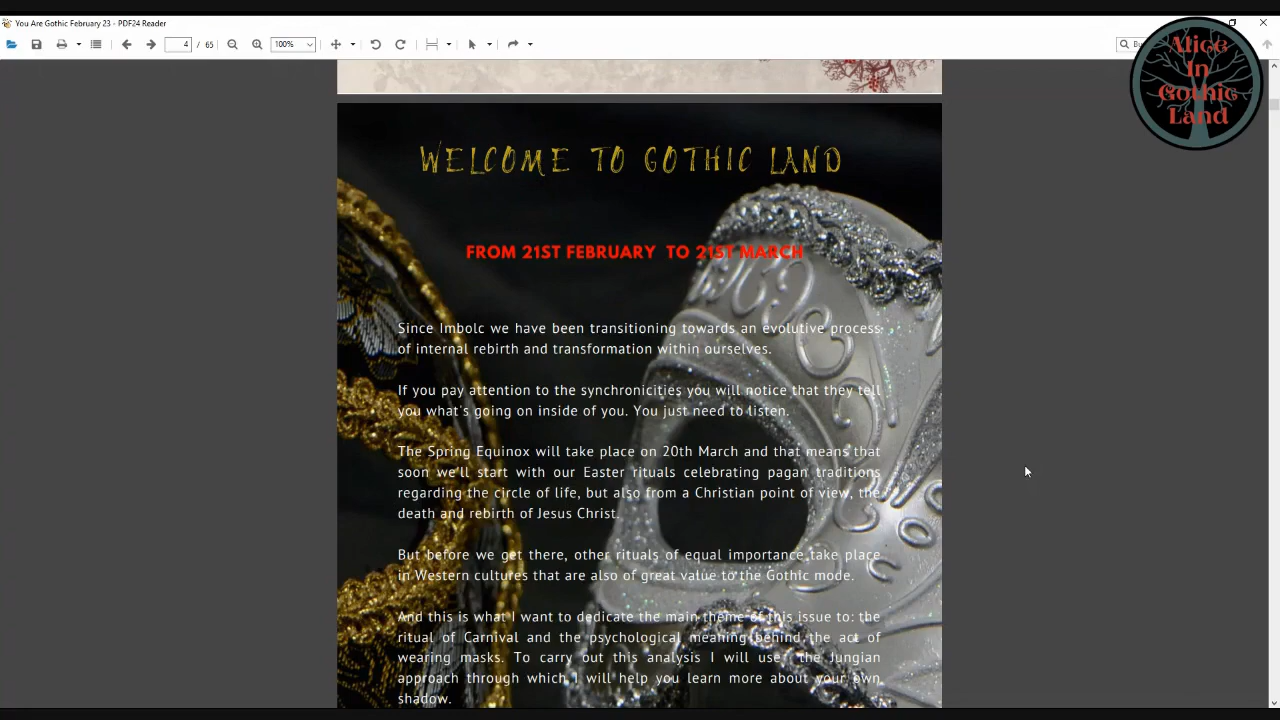 You Are Gothic February 23 - PDF24 Reader
4 / 65
100%
Alice
In
Gothic
Land
WELCOME TO GOTHIC LAND
FROM 21ST FEBRUARY TO 21ST MARCH
Since Imbolc we have been transitioning towards an evolutive process
of internal rebirth and transformation within ourselves.
If you pay attention to the synchronicities you will notice that they tell
you what's going on inside of you. You just need to listen.
The Spring Equinox will take place on 20th March and that means that
soon we'll start with our Easter rituals celebrating pagan traditions
regarding the circle of life, but also from a Christian point of view, the
death and rebirth of Jesus Christ.
But before we get there, other rituals of equal importance take place
in Western cultures that are also of great value to the Gothic mode.
And this is what I want to dedicate the main theme of this issue to: the
ritual of Carnival and the psychological meaning behind the act of
wearing masks. To carry out this analysis I will use the Jungian
approach through which I will help you learn more about your own
shadow.